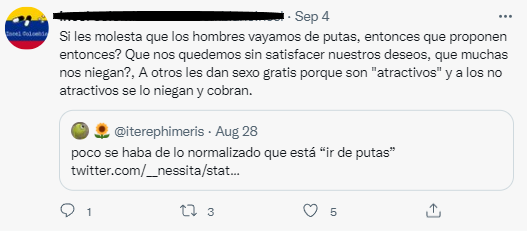 · Sep 4
Si les molesta que los hombres vayamos de putas, entonces que proponen
entonces? Que nos quedemos sin satisfacer nuestros deseos, que muchas
nos niegan?, A otros les dan sexo gratis porque son "atractivos" y a los no
atractivos se lo niegan y cobran.
@iterephimeris · Aug 28
poco se haba de lo normalizado que está “ir de putas”
twitter.com/__nessita/stat...
1 3 5